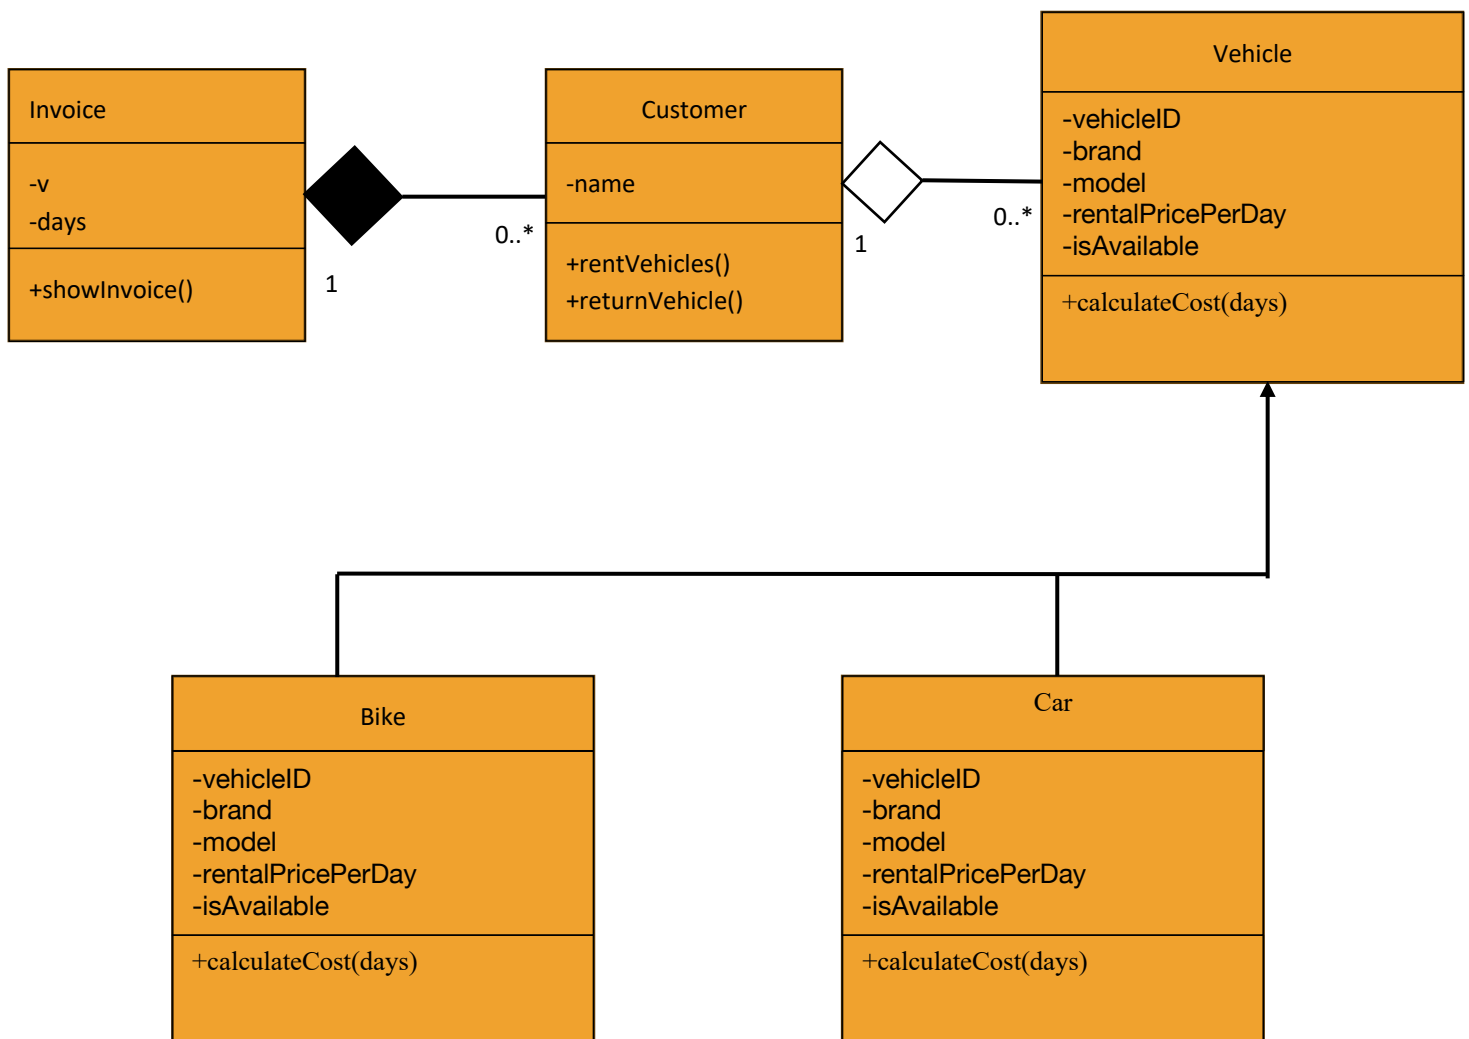 Invoice
-v
-days
+showInvoice()
1
0..*
Customer
-name
+rentVehicles()
+returnVehicle()
1
0..*
Vehicle
-vehicleID
-brand
-model
-rentalPricePerDay
-isAvailable
+calculateCost(days)
Bike
-vehicleID
-brand
-model
-rentalPricePerDay
-isAvailable
+calculateCost(days)
Car
-vehicleID
-brand
-model
-rentalPricePerDay
-isAvailable
+calculateCost(days)